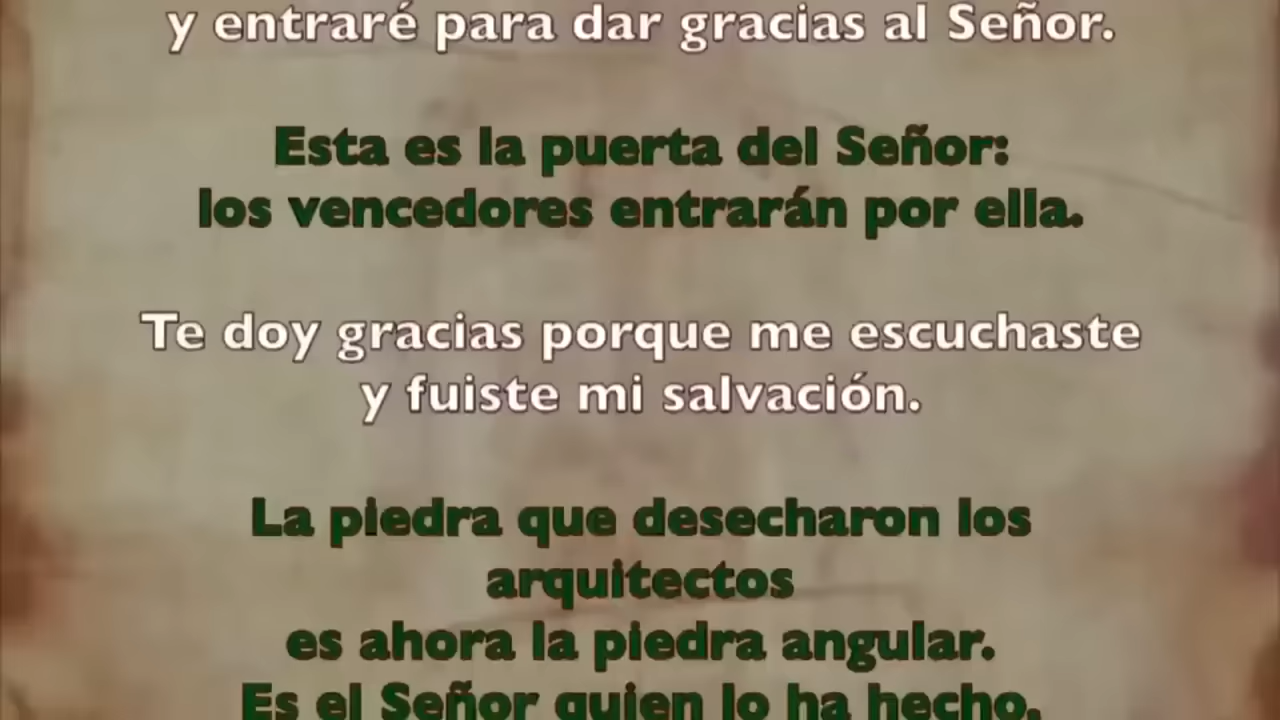 y entraré para dar gracias al Señor.
Esta es la puerta del Señor:
los vencedores entrarán por ella.
Te doy gracias porque me escuchaste
y fuiste mi salvación.
La piedra que desecharon los
arquitectos
es ahora la piedra angular.
Es el Señor quien lo ha hecho,